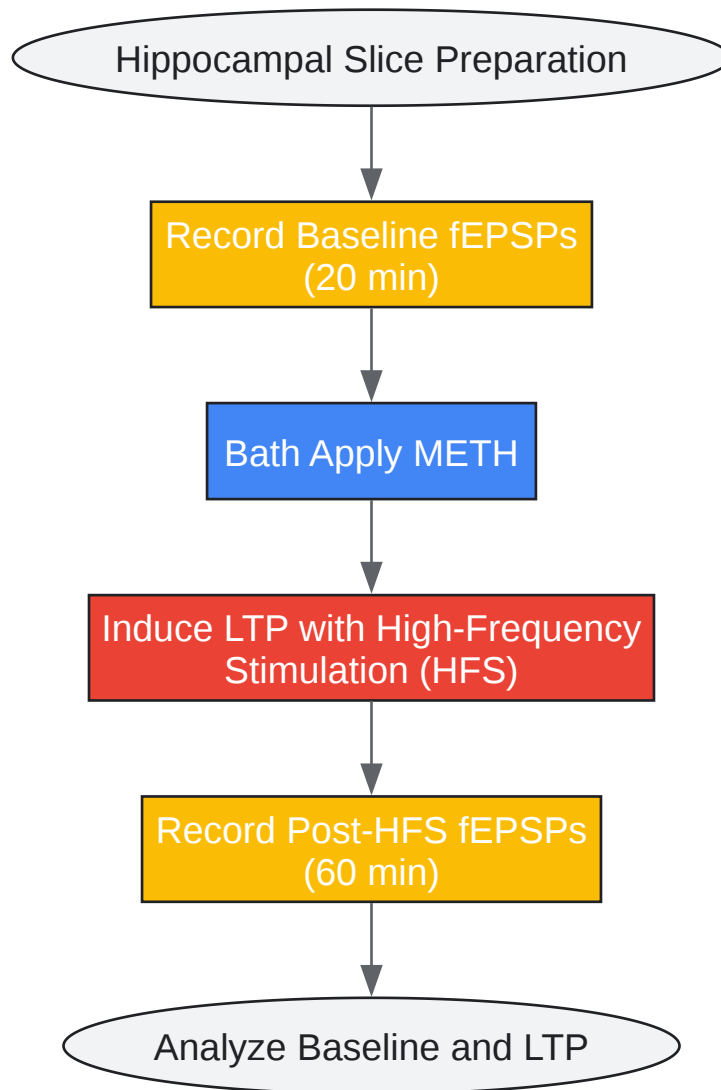 Hippocampal Slice Preparation
Record Baseline fEPSPs
(20 min)
Bath Apply METH
Induce LTP with High-Frequency
Stimulation (HFS)
Record Post-HFS fEPSPs
(60 min)
Analyze Baseline and LTP